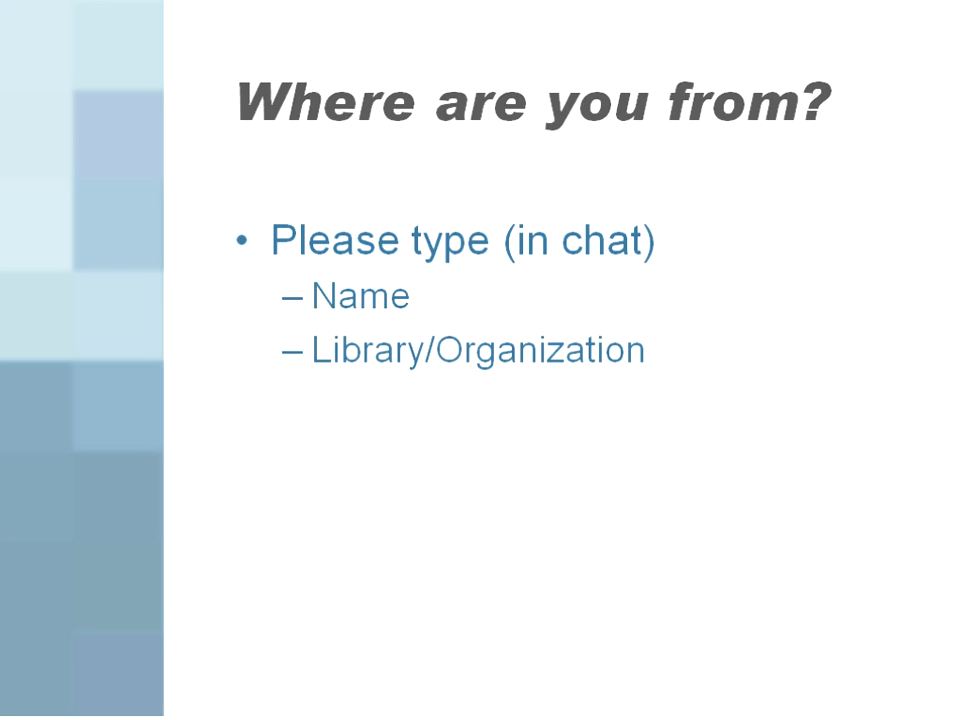 Where are you from?
• Please type (in chat)
– Name
– Library/Organization